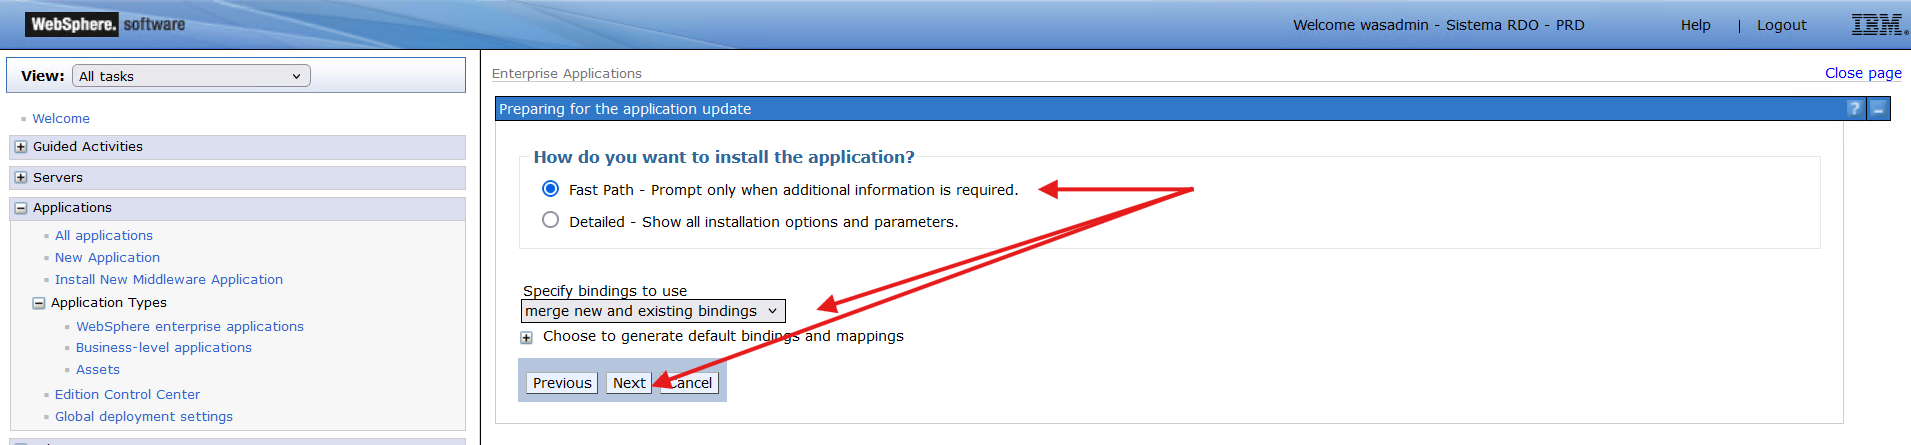 WebSphere. software
Welcome wasadmin - Sistema RDO - PRD
Help | Logout
IBM.
View: All tasks
Welcome
Guided Activities
Servers
Applications
All applications
New Application
Install New Middleware Application
Application Types
WebSphere enterprise applications
Business-level applications
Assets
Edition Control Center
Global deployment settings
Enterprise Applications
Close page
Preparing for the application update
?
How do you want to install the application?
Fast Path - Prompt only when additional information is required.
Detailed - Show all installation options and parameters.
Specify bindings to use
merge new and existing bindings
Choose to generate default bindings and mappings
Previous Next Cancel